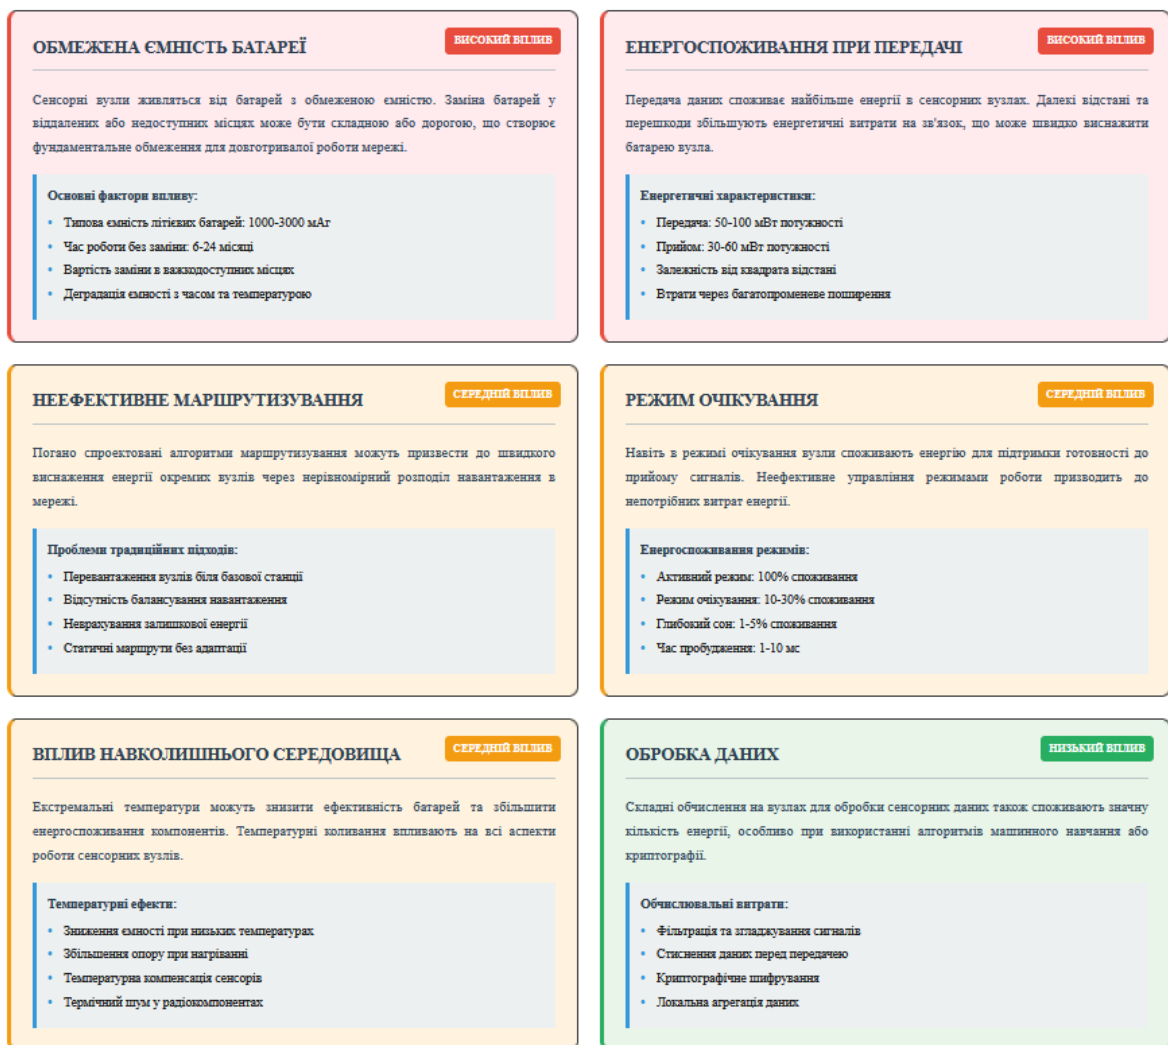 ОБМЕЖЕНА ЄМНІСТЬ БАТАРЕЇ
ВИСОКИЙ ВПЛИВ
Сенсорні вузли живляться від батарей з обмеженою ємністю. Заміна батарей у
віддалених або недоступних місцях може бути складною або дорогою, що створює
фундаментальне обмеження для довготривалої роботи мережі.
Основні фактори впливу:
• Типова ємність літієвих батарей: 1000-3000 мАг
• Час роботи без заміни: 6-24 місяці
• Вартість заміни в важкодоступних місцях
• Деградація ємності з часом та температурою
ЕНЕРГОСПОЖИВАННЯ ПРИ ПЕРЕДАЧІ
ВИСОКИЙ ВПЛИВ
Передача даних споживає найбільше енергії в сенсорних вузлах. Далекі відстані та
перешкоди збільшують енергетичні витрати на зв'язок, що може швидко виснажити
батарею вузла.
Енергетичні характеристики:
• Передача: 50-100 мВт потужності
• Прийом: 30-60 мВт потужності
• Залежність від квадрата відстані
• Втрати через багатопроменеве поширення
НЕЕФЕКТИВНЕ МАРШРУТИЗУВАННЯ
СЕРЕДНІЙ ВПЛИВ
Погано спроектовані алгоритми маршрутизування можуть призвести до швидкого
виснаження енергії окремих вузлів через нерівномірний розподіл навантаження в
мережі.
Проблеми традиційних підходів:
• Перевантаження вузлів біля базової станції
• Відсутність балансування навантаження
• Неврахування залишкової енергії
• Статичні маршрути без адаптації
РЕЖИМ ОЧІКУВАННЯ
СЕРЕДНІЙ ВПЛИВ
Навіть в режимі очікування вузли споживають енергію для підтримки готовності до
прийому сигналів. Неефективне управління режимами роботи призводить до
непотрібних витрат енергії.
Енергоспоживання режимів:
• Активний режим: 100% споживання
• Режим очікування: 10-30% споживання
• Глибокий сон: 1-5% споживання
• Час пробудження: 1-10 мс
ВПЛИВ НАВКОЛИШНЬОГО СЕРЕДОВИЩА
СЕРЕДНІЙ ВПЛИВ
Екстремальні температури можуть знизити ефективність батарей та збільшити
енергоспоживання компонентів. Температурні коливання впливають на всі аспекти
роботи сенсорних вузлів.
Температурні ефекти:
• Зниження ємності при низьких температурах
• Збільшення опору при нагріванні
• Температурна компенсація сенсорів
• Термічний шум у радіокомпонентах
ОБРОБКА ДАНИХ
НИЗЬКИЙ ВПЛИВ
Складні обчислення на вузлах для обробки сенсорних даних також споживають значну
кількість енергії, особливо при використанні алгоритмів машинного навчання або
криптографії.
Обчислювальні витрати:
• Фільтрація та згладжування сигналів
• Стиснення даних перед передачею
• Криптографічне шифрування
• Локальна агрегація даних